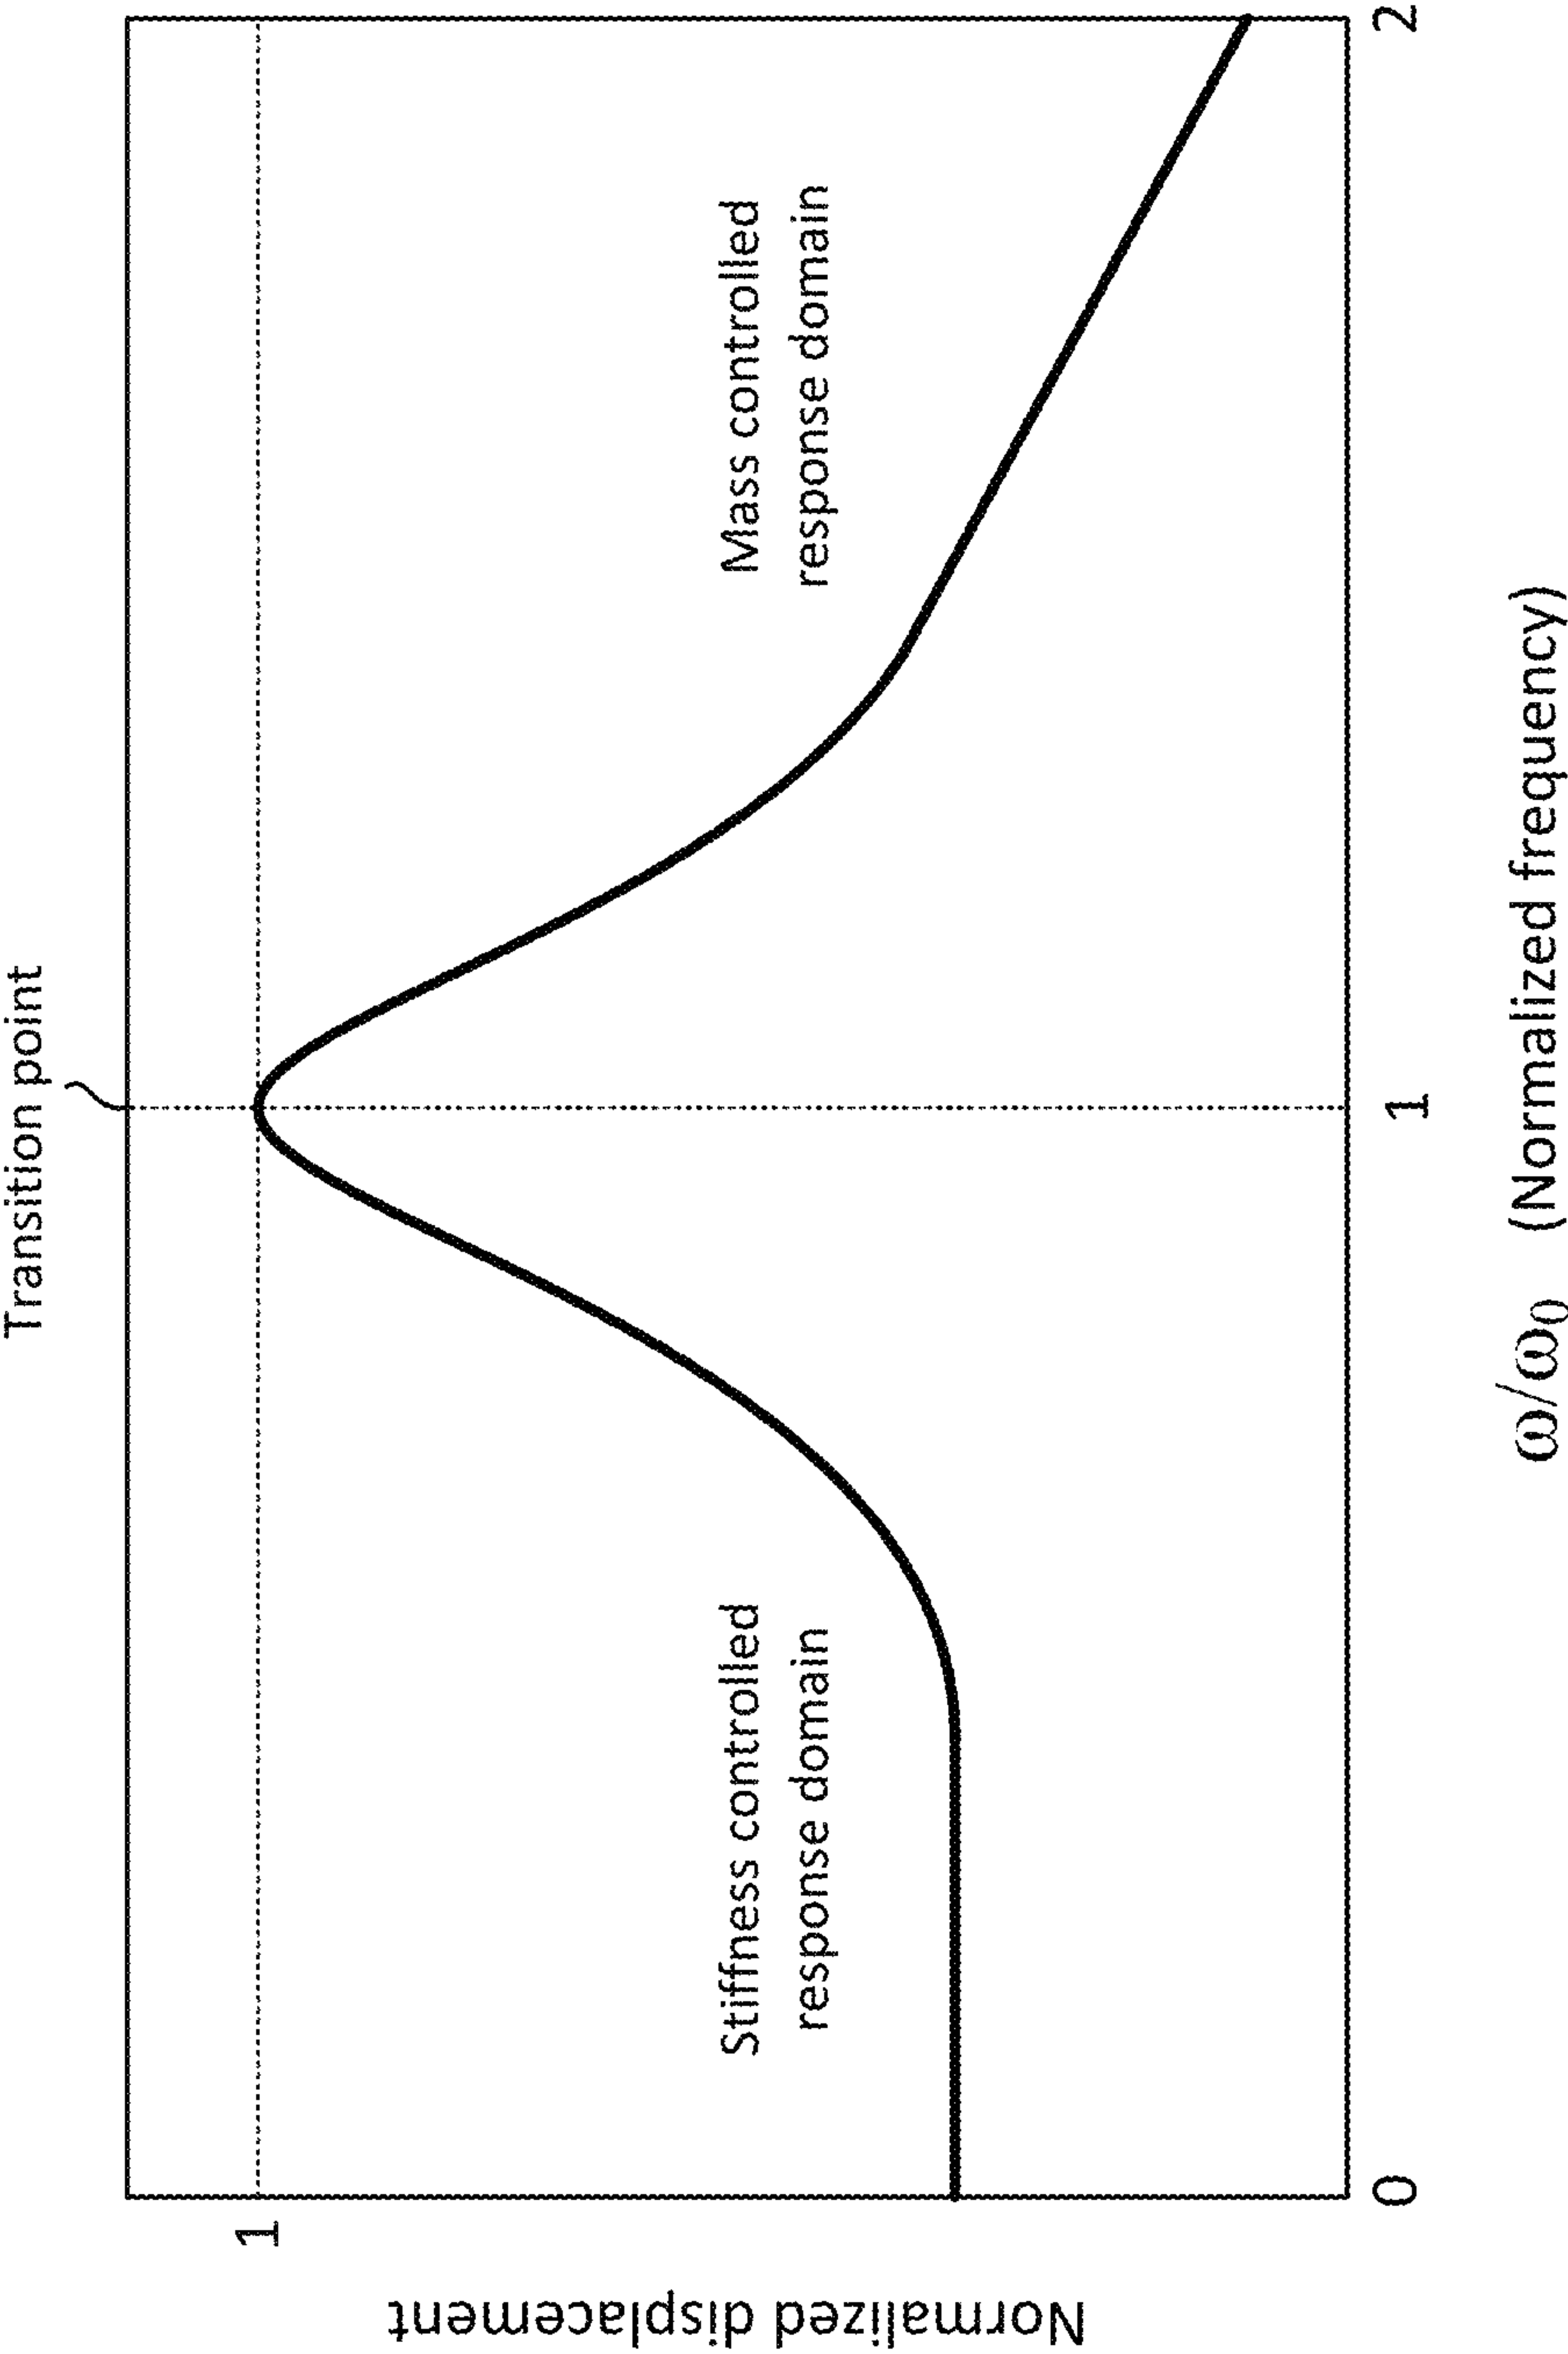 Transition point
1
Normalized displacement
Stiffness controlled
response domain
Mass controlled
response domain
0
1
2
ω/ω₀ (Normalized frequency)